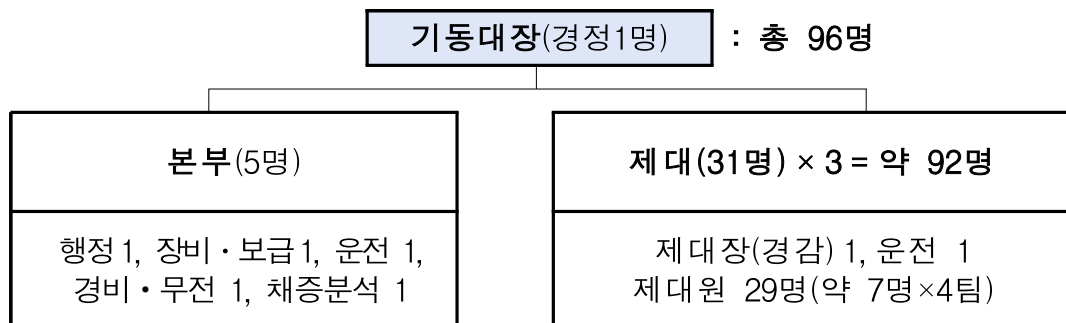 기동대장(경정1명) : 총 96명
본부(5명)
행정 1, 장비・보급 1, 운전 1,
경비・무전 1, 채증분석 1
제대(31명) × 3 = 약 92명
제대장(경감) 1, 운전 1
제대원 29명(약 7명×4팀)